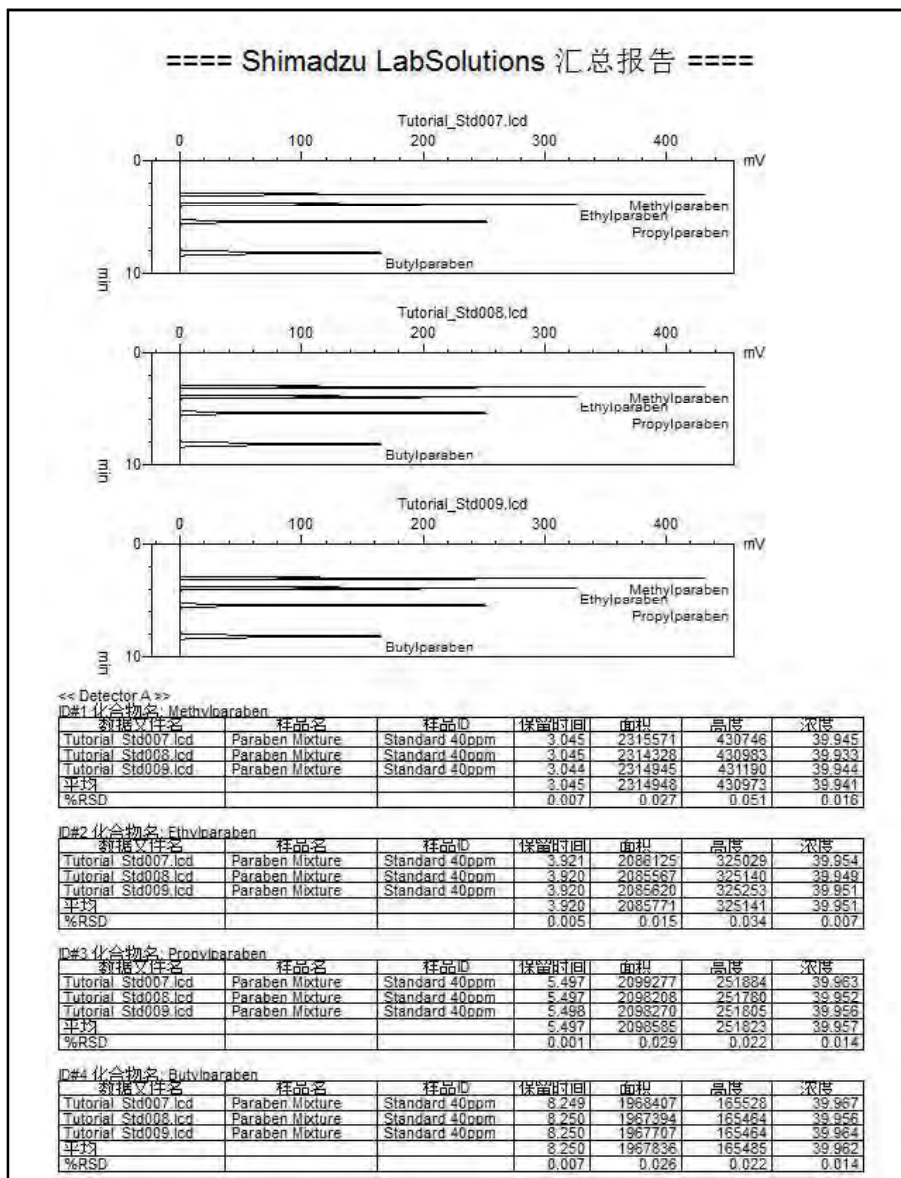 ==== Shimadzu LabSolutions 汇总报告 ====
Tutorial_Std007.lcd
0 100 200 300 400 mV
0
Methylparaben
Ethylparaben
Propylparaben
Butylparaben
10
min
Tutorial_Std008.lcd
0 100 200 300 400 mV
0
Methylparaben
Ethylparaben
Propylparaben
Butylparaben
10
min
Tutorial_Std009.lcd
0 100 200 300 400 mV
0
Methylparaben
Ethylparaben
Propylparaben
Butylparaben
10
min
<< Detector A >>
ID#1 化合物名: Methylparaben
数据文件名 样品名 样品ID 保留时间 面积 高度 浓度
Tutorial_Std007.lcd Paraben Mixture Standard 40ppm 3.045 2315571 430746 39.945
Tutorial_Std008.lcd Paraben Mixture Standard 40ppm 3.045 2314328 430983 39.933
Tutorial_Std009.lcd Paraben Mixture Standard 40ppm 3.044 2314945 431190 39.944
平均 3.045 2314948 430973 39.941
%RSD 0.007 0.027 0.051 0.016
ID#2 化合物名: Ethylparaben
数据文件名 样品名 样品ID 保留时间 面积 高度 浓度
Tutorial_Std007.lcd Paraben Mixture Standard 40ppm 3.921 2086125 325029 39.954
Tutorial_Std008.lcd Paraben Mixture Standard 40ppm 3.920 2085567 325140 39.949
Tutorial_Std009.lcd Paraben Mixture Standard 40ppm 3.920 2085620 325253 39.951
平均 3.920 2085771 325141 39.951
%RSD 0.005 0.015 0.034 0.007
ID#3 化合物名: Propylparaben
数据文件名 样品名 样品ID 保留时间 面积 高度 浓度
Tutorial_Std007.lcd Paraben Mixture Standard 40ppm 5.497 2099277 251884 39.963
Tutorial_Std008.lcd Paraben Mixture Standard 40ppm 5.497 2098208 251780 39.952
Tutorial_Std009.lcd Paraben Mixture Standard 40ppm 5.498 2098270 251805 39.956
平均 5.497 2098585 251823 39.957
%RSD 0.001 0.029 0.022 0.014
ID#4 化合物名: Butylparaben
数据文件名 样品名 样品ID 保留时间 面积 高度 浓度
Tutorial_Std007.lcd Paraben Mixture Standard 40ppm 8.249 1968407 165528 39.967
Tutorial_Std008.lcd Paraben Mixture Standard 40ppm 8.250 1967394 165464 39.956
Tutorial_Std009.lcd Paraben Mixture Standard 40ppm 8.250 1967707 165464 39.964
平均 8.250 1967836 165485 39.962
%RSD 0.007 0.026 0.022 0.014